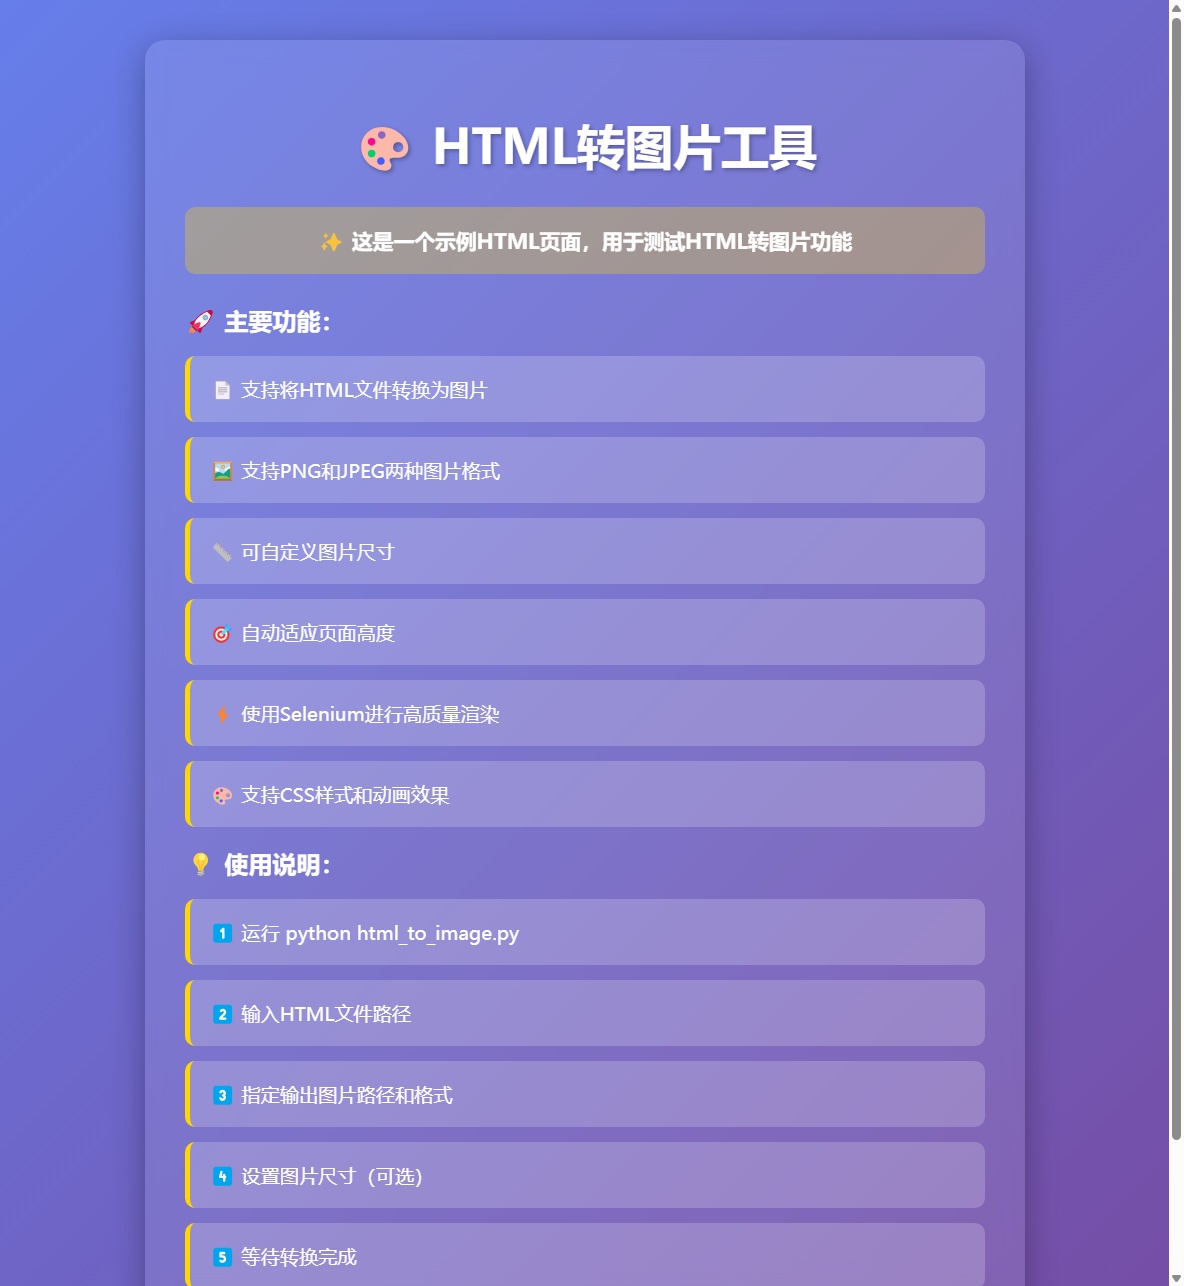 🎨 HTML转图片工具
✨ 这是一个示例HTML页面，用于测试HTML转图片功能
🚀 主要功能：
📄 支持将HTML文件转换为图片
🖼️ 支持PNG和JPEG两种图片格式
📏 可自定义图片尺寸
🎯 自动适应页面高度
⚡ 使用Selenium进行高质量渲染
🎨 支持CSS样式和动画效果
💡 使用说明：
1️⃣ 运行 python html_to_image.py
2️⃣ 输入HTML文件路径
3️⃣ 指定输出图片路径和格式
4️⃣ 设置图片尺寸（可选）
5️⃣ 等待转换完成